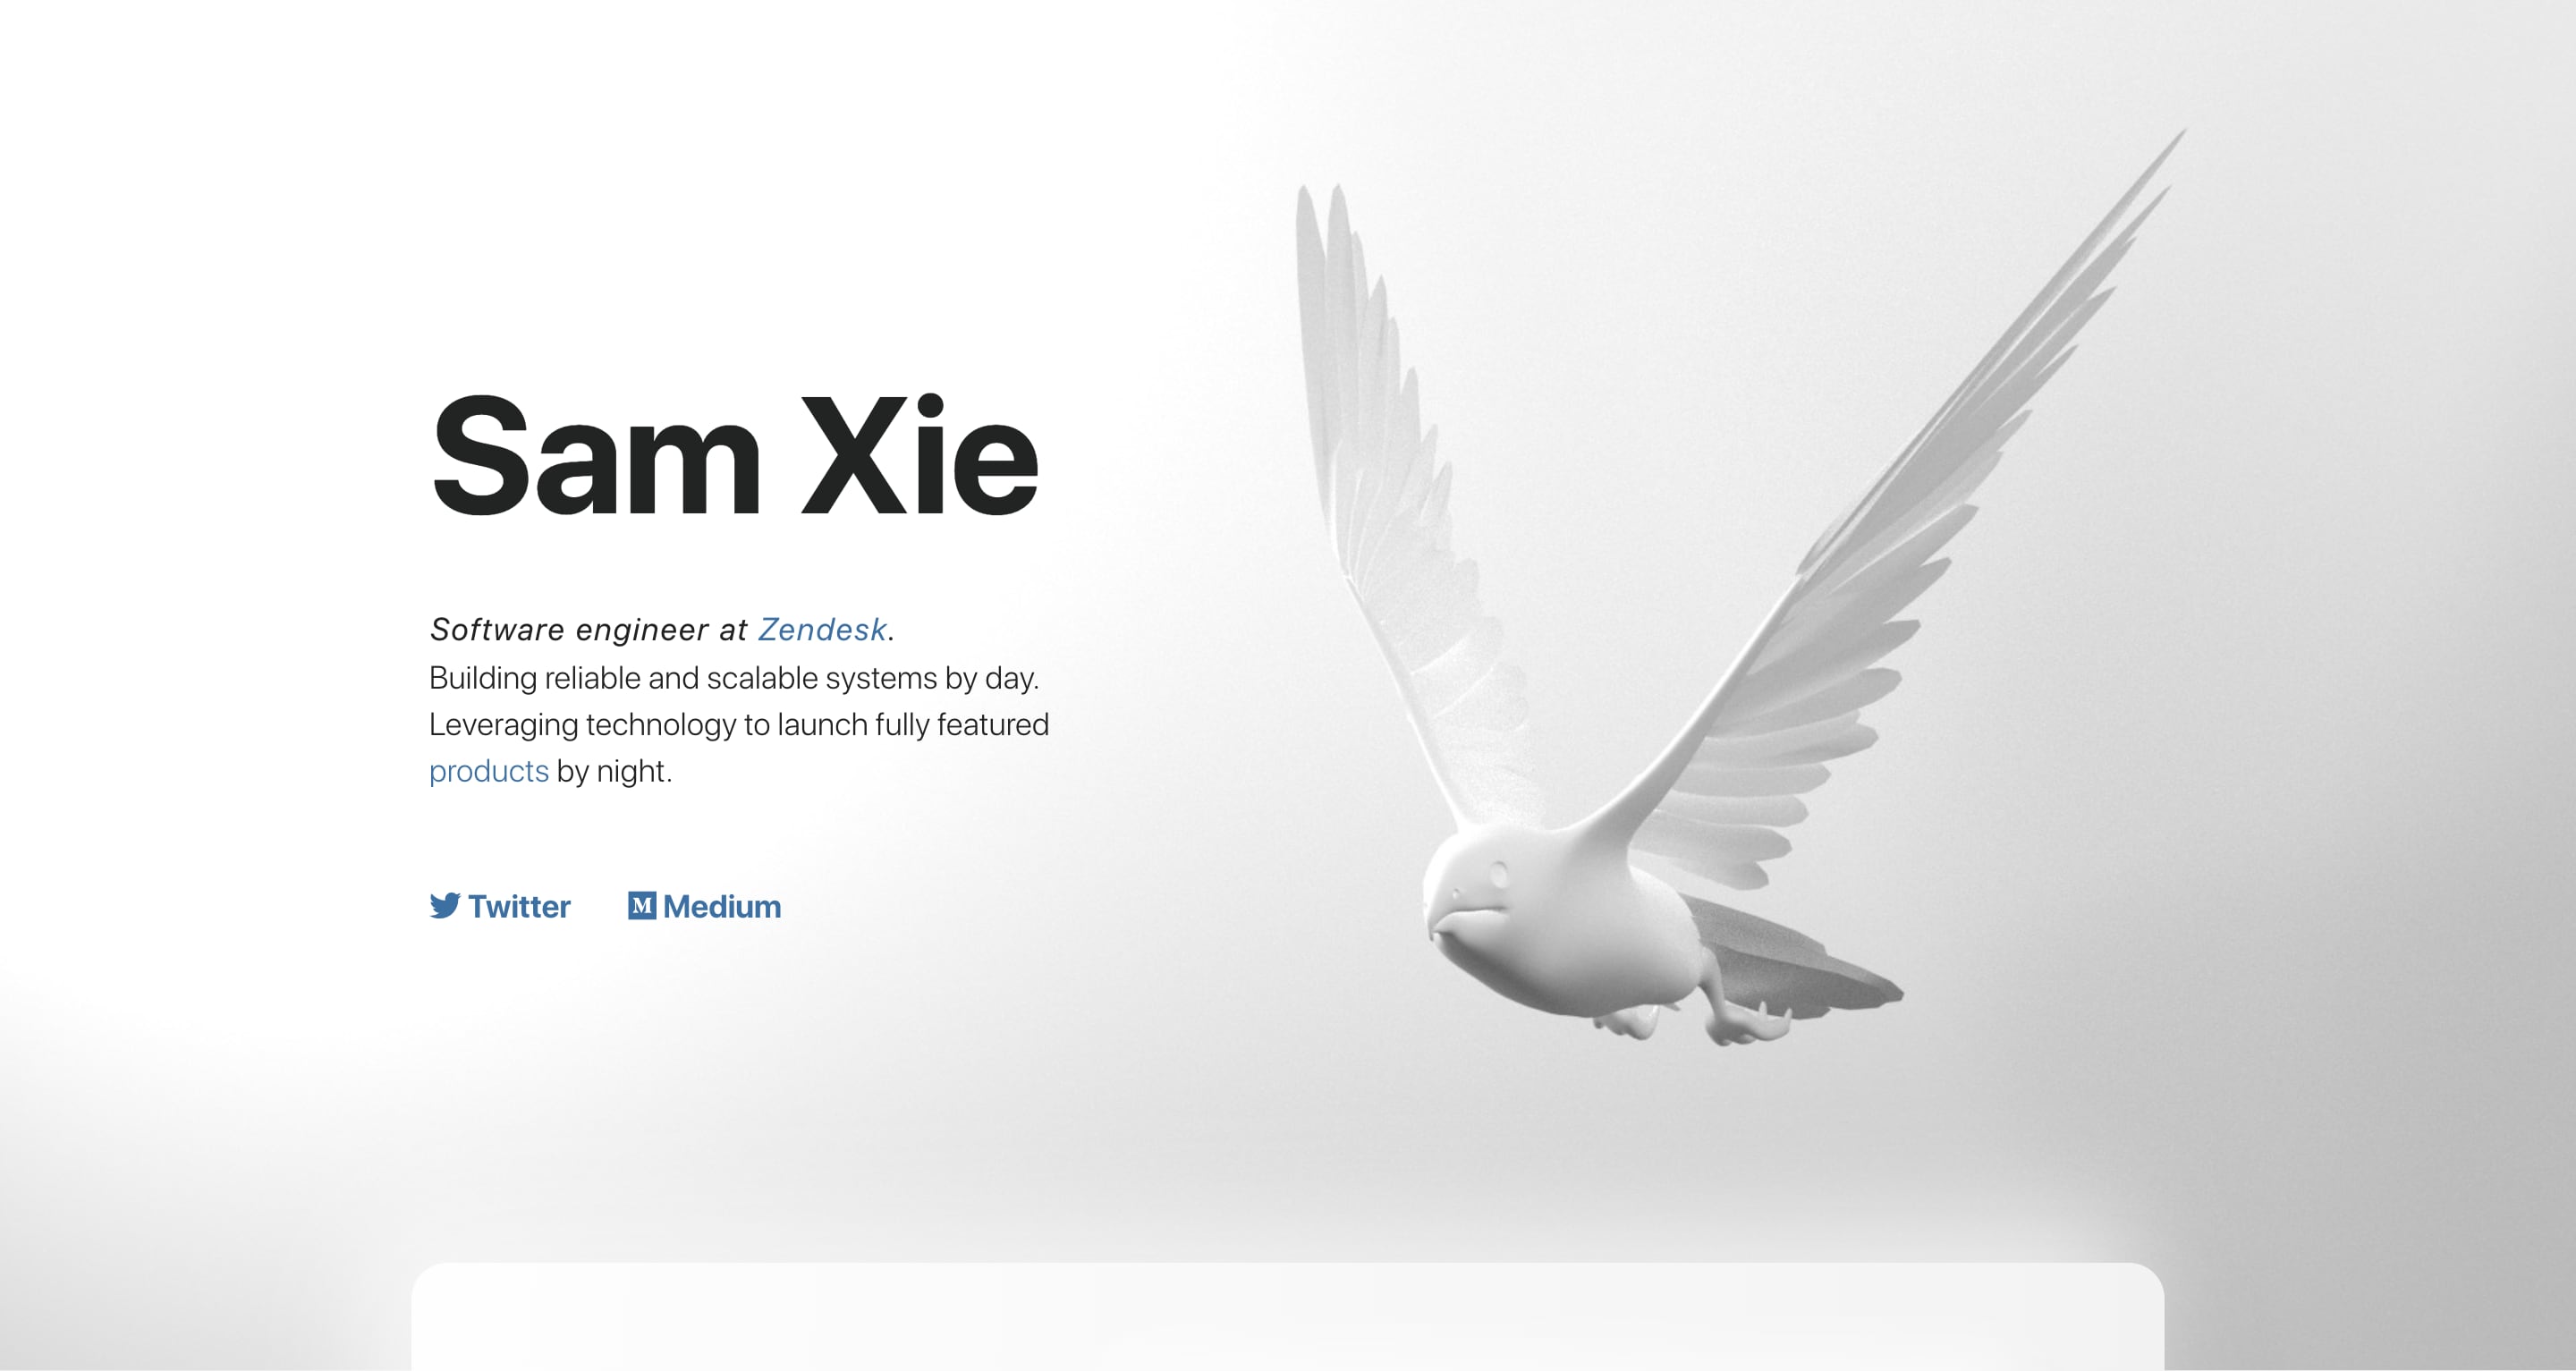 Sam Xie
Software engineer at Zendesk.
Building reliable and scalable systems by day.
Leveraging technology to launch fully featured
products by night.
Twitter M Medium